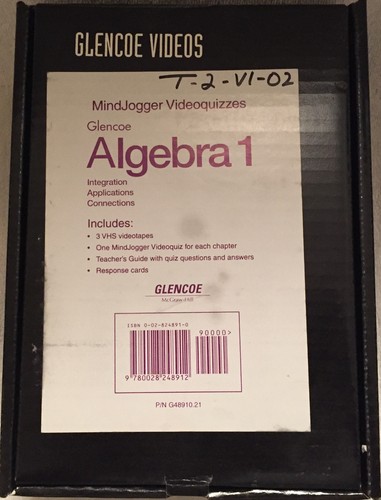 GLENCOE VIDEOS
T-2-V1-02
MindJogger Videoquizzes
Glencoe
Algebra 1
Integration
Applications
Connections
Includes:
• 3 VHS videotapes
• One MindJogger Videoquiz for each chapter
• Teacher's Guide with quiz questions and answers
• Response cards
GLENCOE
McGraw-Hill
ISBN 0-02-824891-0
90000>
9 780028 248912
P/N G48910.21